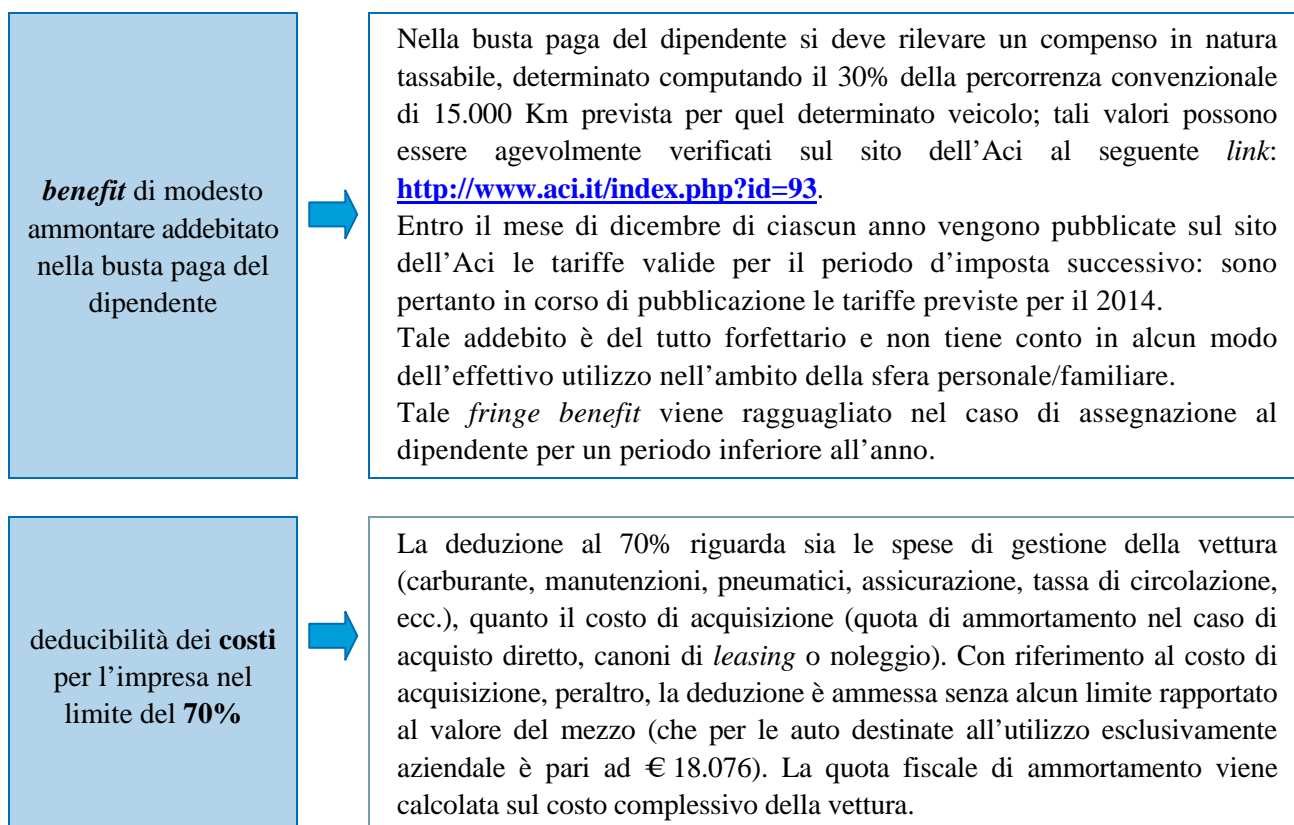 benefit di modesto
ammontare addebitato
nella busta paga del
dipendente
Nella busta paga del dipendente si deve rilevare un compenso in natura
tassabile, determinato computando il 30% della percorrenza convenzionale
di 15.000 Km prevista per quel determinato veicolo; tali valori possono
essere agevolmente verificati sul sito dell’Aci al seguente link:
http://www.aci.it/index.php?id=93.
Entro il mese di dicembre di ciascun anno vengono pubblicate sul sito
dell’Aci le tariffe valide per il periodo d’imposta successivo: sono
pertanto in corso di pubblicazione le tariffe previste per il 2014.
Tale addebito è del tutto forfettario e non tiene conto in alcun modo
dell’effettivo utilizzo nell’ambito della sfera personale/familiare.
Tale fringe benefit viene ragguagliato nel caso di assegnazione al
dipendente per un periodo inferiore all’anno.
deducibilità dei costi
per l’impresa nel
limite del 70%
La deduzione al 70% riguarda sia le spese di gestione della vettura
(carburante, manutenzioni, pneumatici, assicurazione, tassa di circolazione,
ecc.), quanto il costo di acquisizione (quota di ammortamento nel caso di
acquisto diretto, canoni di leasing o noleggio). Con riferimento al costo di
acquisizione, peraltro, la deduzione è ammessa senza alcun limite rapportato
al valore del mezzo (che per le auto destinate all’utilizzo esclusivamente
aziendale è pari ad € 18.076). La quota fiscale di ammortamento viene
calcolata sul costo complessivo della vettura.